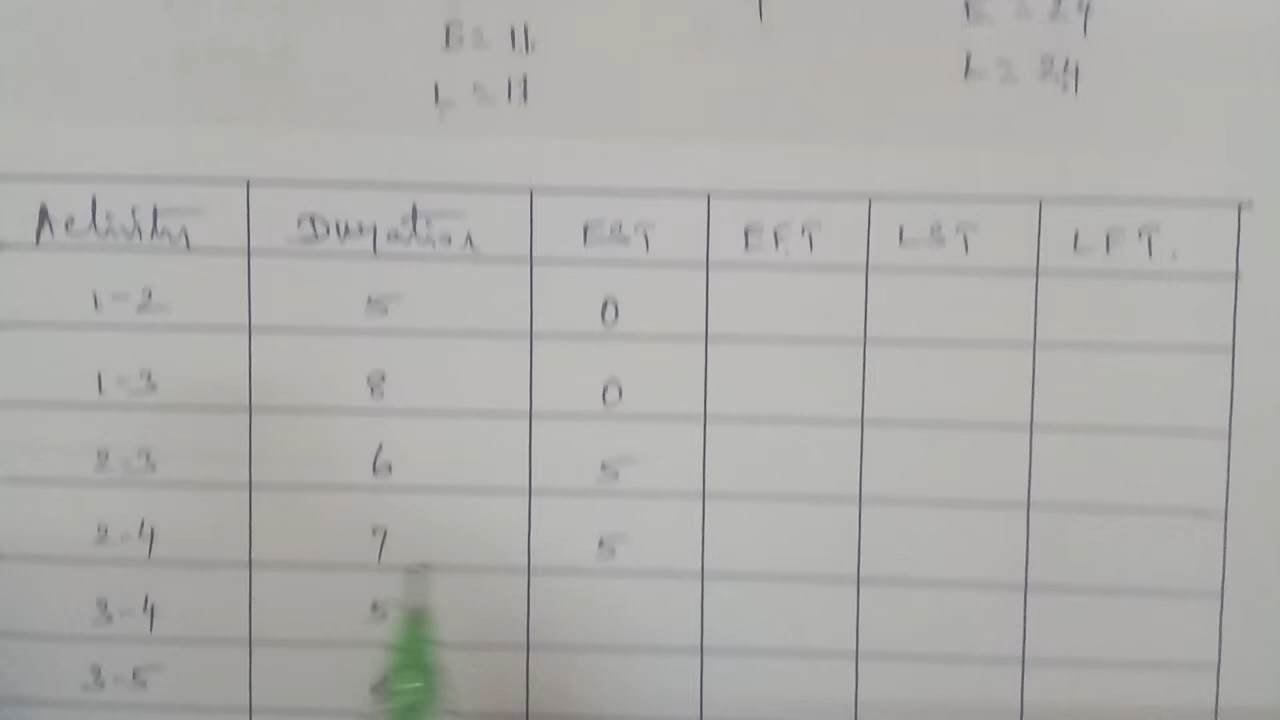 E = 24
E = 11
L = 24
L = 11
Activity Duration EST EFT LST LFT.
1-2 5 0
1-3 8 0
2-3 6 5
2-4 7 5
3-4 5
3-5